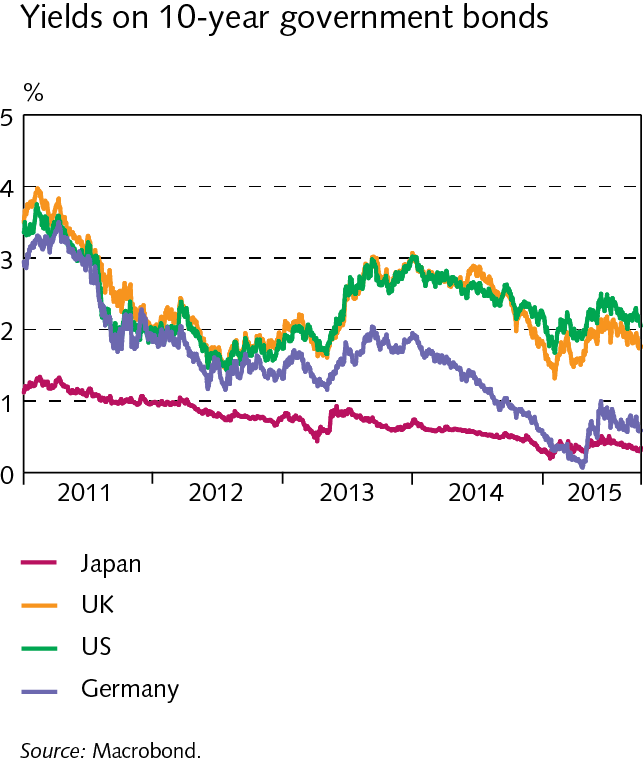 Yields on 10-year government bonds
%
5
4
3
2
1
0
2011 2012 2013 2014 2015
Japan
UK
US
Germany
Source: Macrobond.